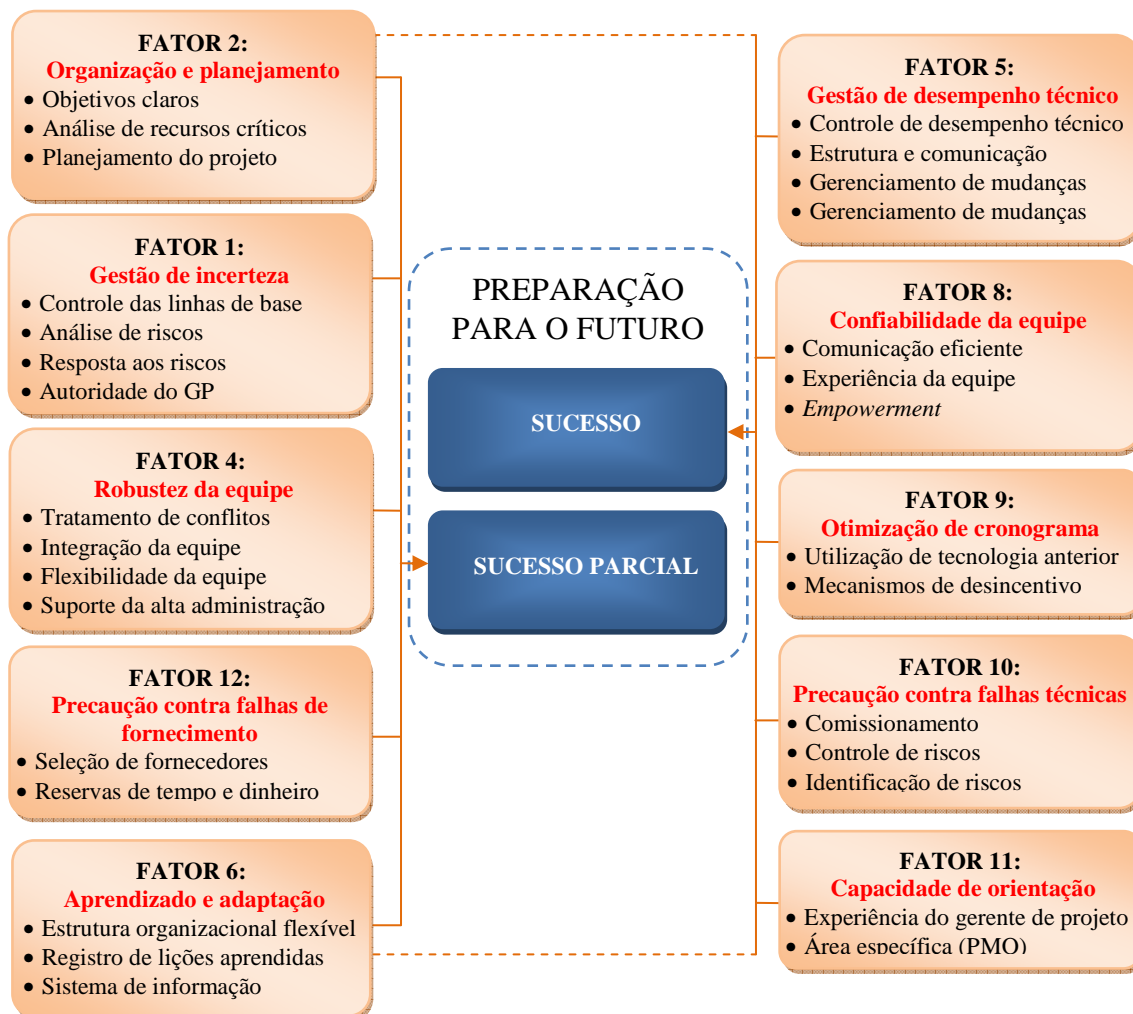 FATOR 2:
Organização e planejamento
• Objetivos claros
• Análise de recursos críticos
• Planejamento do projeto
FATOR 1:
Gestão de incerteza
• Controle das linhas de base
• Análise de riscos
• Resposta aos riscos
• Autoridade do GP
FATOR 4:
Robustez da equipe
• Tratamento de conflitos
• Integração da equipe
• Flexibilidade da equipe
• Suporte da alta administração
FATOR 12:
Precaução contra falhas de
fornecimento
• Seleção de fornecedores
• Reservas de tempo e dinheiro
FATOR 6:
Aprendizado e adaptação
• Estrutura organizacional flexível
• Registro de lições aprendidas
• Sistema de informação
PREPARAÇÃO
PARA O FUTURO
SUCESSO
SUCESSO PARCIAL
FATOR 5:
Gestão de desempenho técnico
• Controle de desempenho técnico
• Estrutura e comunicação
• Gerenciamento de mudanças
• Gerenciamento de mudanças
FATOR 8:
Confiabilidade da equipe
• Comunicação eficiente
• Experiência da equipe
• Empowerment
FATOR 9:
Otimização de cronograma
• Utilização de tecnologia anterior
• Mecanismos de desincentivo
FATOR 10:
Precaução contra falhas técnicas
• Comissionamento
• Controle de riscos
• Identificação de riscos
FATOR 11:
Capacidade de orientação
• Experiência do gerente de projeto
• Área específica (PMO)